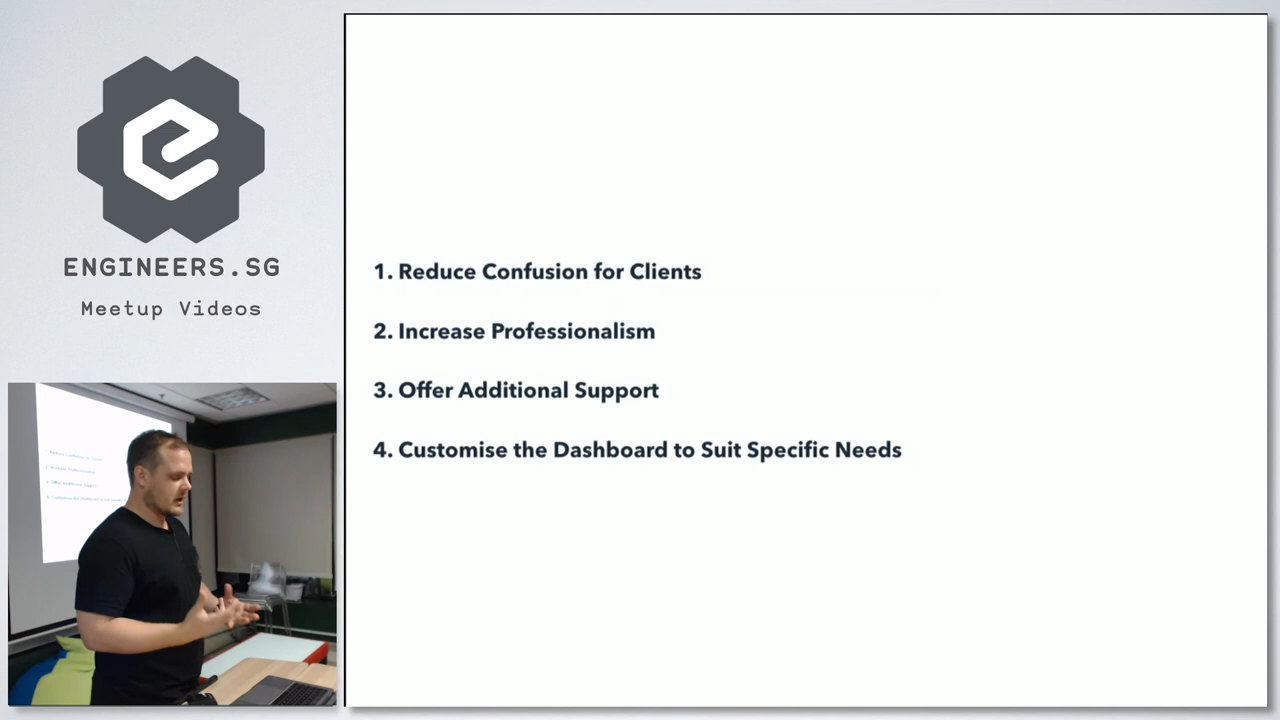 ENGINEERS.SG
Meetup Videos
1. Reduce Confusion for Clients
2. Increase Professionalism
3. Offer Additional Support
4. Customise the Dashboard to Suit Specific Needs